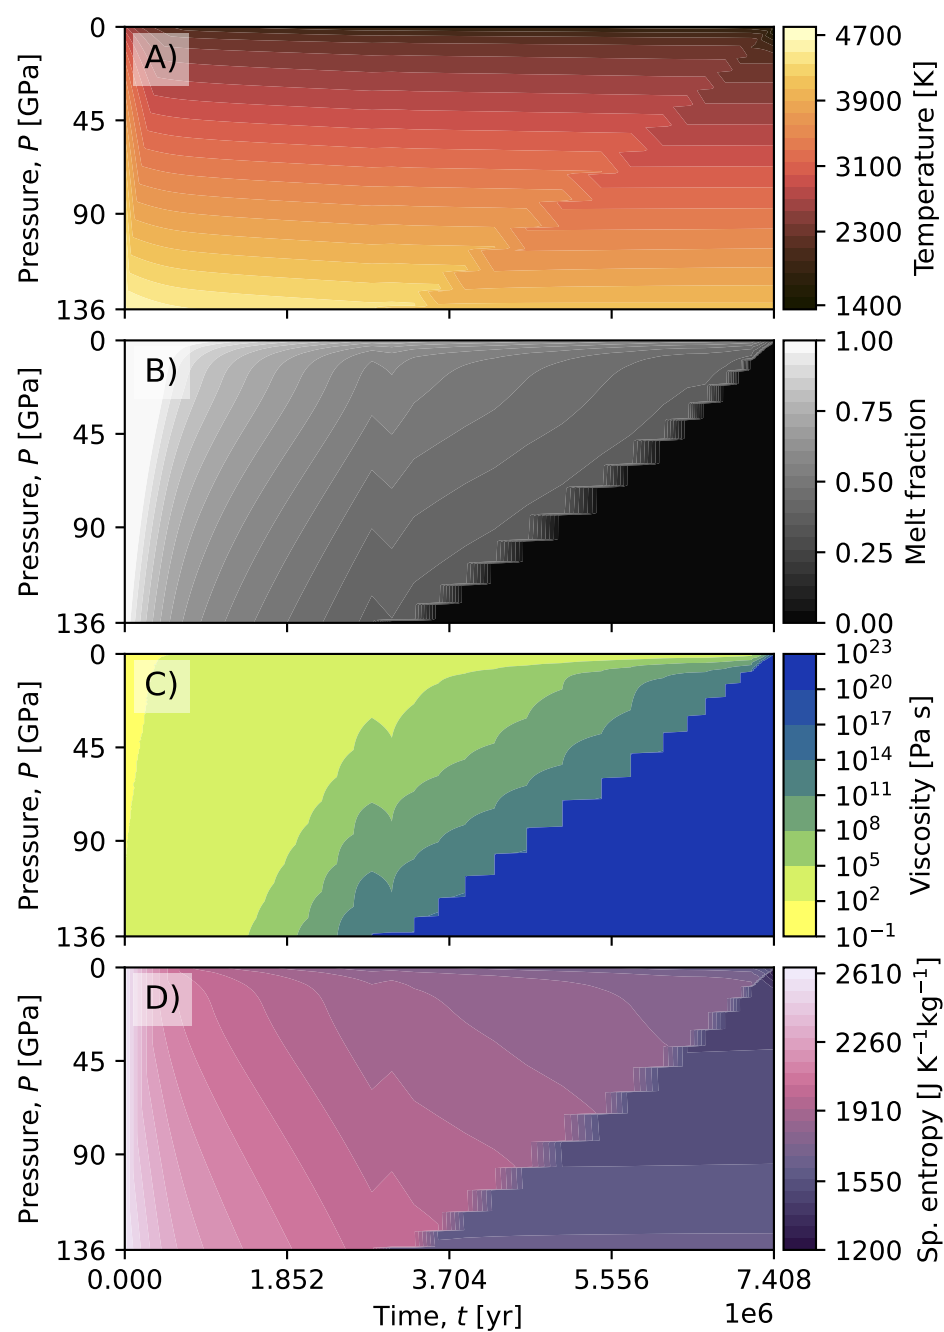 A)
Pressure, P [GPa]
0
45
90
136
4700
3900
3100
2300
1400
Temperature [K]
B)
Pressure, P [GPa]
0
45
90
136
1.00
0.75
0.50
0.25
0.00
Melt fraction
C)
Pressure, P [GPa]
0
45
90
136
10²³
10²⁰
10¹⁷
10¹⁴
10¹¹
10⁸
10⁵
10²
10⁻¹
Viscosity [Pa s]
D)
Pressure, P [GPa]
0
45
90
136
2610
2260
1910
1550
1200
Sp. entropy [J K⁻¹kg⁻¹]
0.000 1.852 3.704 5.556 7.408
1e6
Time, t [yr]